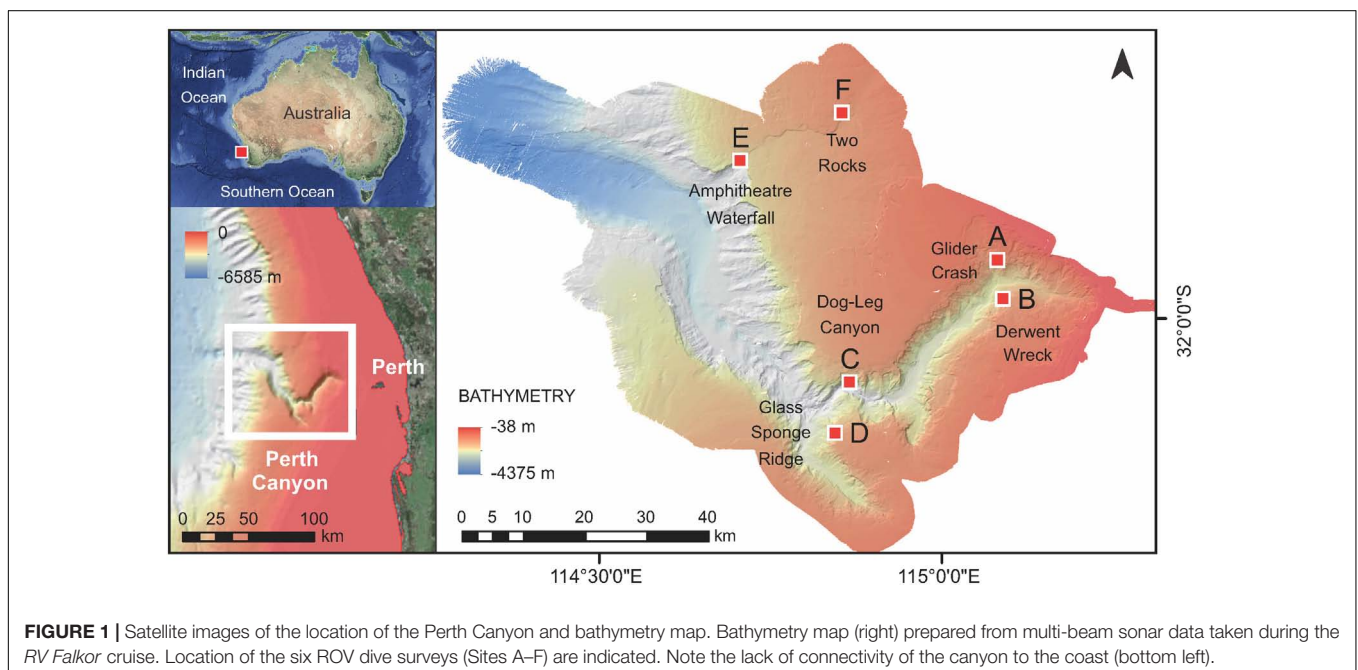 Indian
Ocean
Australia
Southern Ocean
0
-6585 m
Perth
Perth
Canyon
0 25 50 100
km
E
Amphitheatre
Waterfall
F
Two
Rocks
A
Glider
Crash
B
Derwent
Wreck
Dog-Leg
Canyon
C
Glass
Sponge
Ridge
D
BATHYMETRY
-38 m
-4375 m
0 5 10 20 30 40
km
32°0'0"S
114°30'0"E
115°0'0"E
FIGURE 1 | Satellite images of the location of the Perth Canyon and bathymetry map. Bathymetry map (right) prepared from multi-beam sonar data taken during the
RV Falkor cruise. Location of the six ROV dive surveys (Sites A–F) are indicated. Note the lack of connectivity of the canyon to the coast (bottom left).